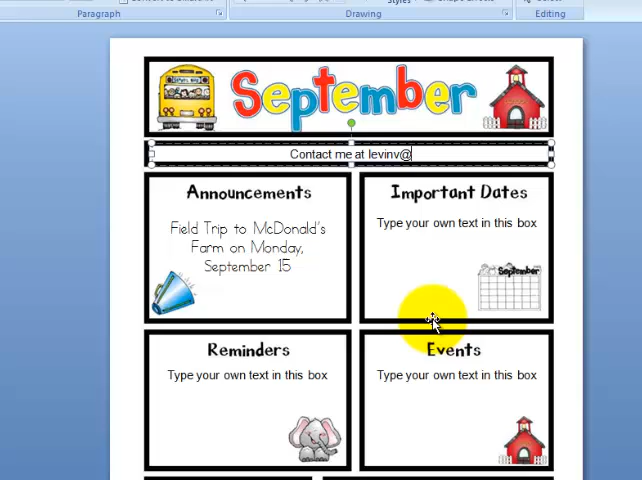 Paragraph
Drawing
Editing
September
Contact me at levinv@
Announcements
Field Trip to McDonald's
Farm on Monday,
September 15
Important Dates
Type your own text in this box
September
Reminders
Type your own text in this box
Events
Type your own text in this box